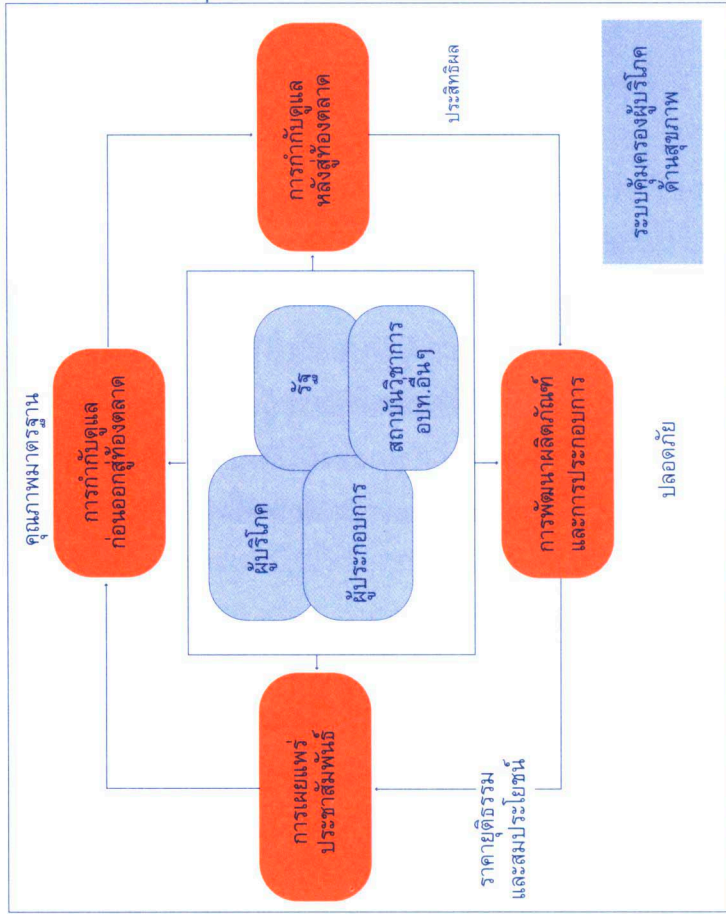 คุณภาพมาตรฐาน
การกำกับดูแล
ก่อนออกสู่ท้องตลาด
การเผยแพร่
ประชาสัมพันธ์
ผู้บริโภค
รัฐ
ผู้ประกอบการ
สถาบันวิชาการ
อปท.อื่นๆ
การกำกับดูแล
หลังสู่ท้องตลาด
ประสิทธิผล
ราคายุติธรรม
และสมประโยชน์
การพัฒนาผลิตภัณฑ์
และการประกอบการ
ปลอดภัย
ระบบคุ้มครองผู้บริโภค
ด้านสุขภาพ